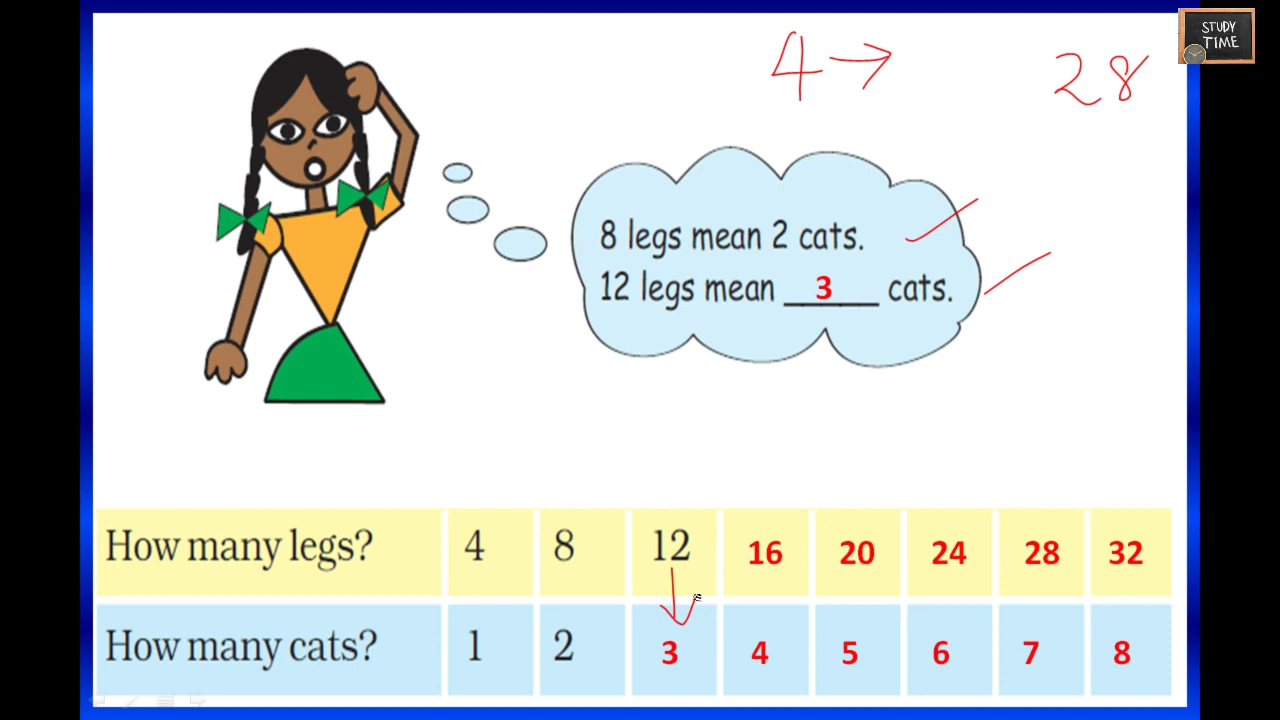 STUDY
TIME
4 → 28
8 legs mean 2 cats.
12 legs mean 3 cats.
How many legs? 4 8 12 16 20 24 28 32
How many cats? 1 2 3 4 5 6 7 8